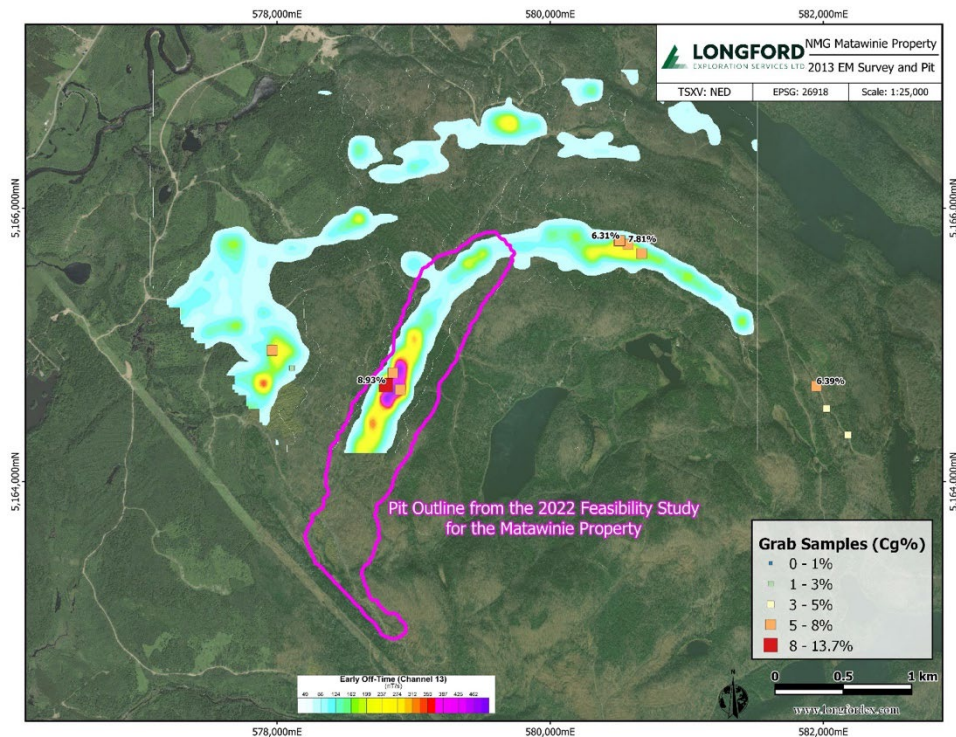 578,000mE
580,000mE
582,000mE
LONGFORD
EXPLORATION SERVICES LTD
NMG Matawinie Property
2013 EM Survey and Pit
TSXV: NED
EPSG: 26918
Scale: 1:25,000
5,166,000mN
5,166,000mN
6.31%
7.81%
8.93%
6.39%
5,164,000mN
5,164,000mN
Pit Outline from the 2022 Feasibility Study
for the Matawinie Property
Grab Samples (Cg%)
0 - 1%
1 - 3%
3 - 5%
5 - 8%
8 - 13.7%
Early Off-Time (Channel 13)
(nT/s)
N
0 0.5 1 km
www.longfordex.com
578,000mE
580,000mE
582,000mE